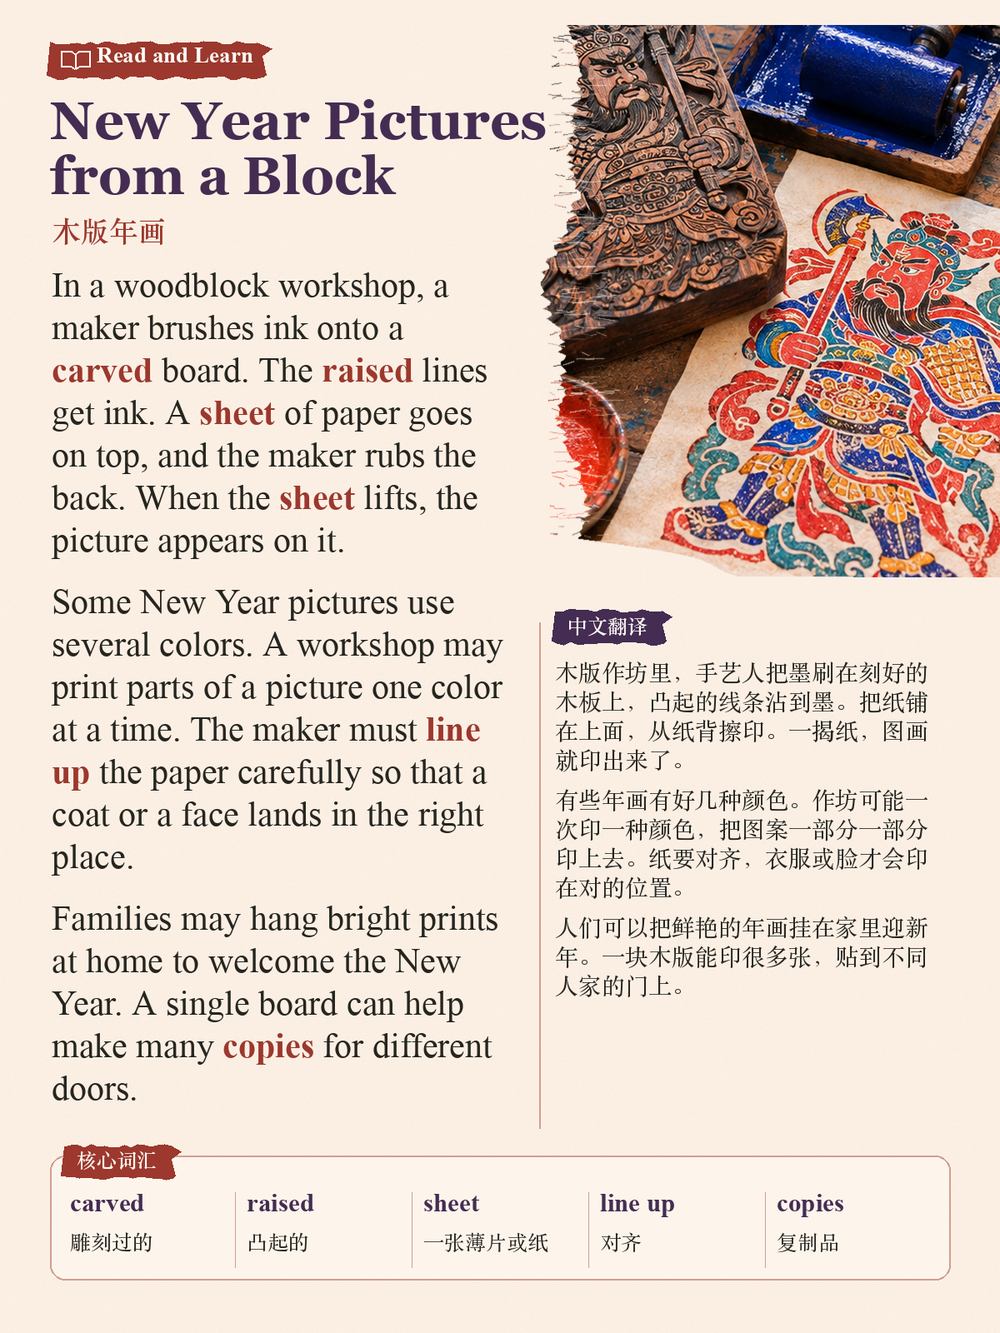 Read and Learn
New Year Pictures
from a Block
木版年画
In a woodblock workshop, a
maker brushes ink onto a
carved board. The raised lines
get ink. A sheet of paper goes
on top, and the maker rubs the
back. When the sheet lifts, the
picture appears on it.
Some New Year pictures use
several colors. A workshop may
print parts of a picture one color
at a time. The maker must line
up the paper carefully so that a
coat or a face lands in the right
place.
Families may hang bright prints
at home to welcome the New
Year. A single board can help
make many copies for different
doors.
中文翻译
木版作坊里，手艺人把墨刷在刻好的
木板上，凸起的线条沾到墨。把纸铺
在上面，从纸背擦印。一揭纸，图画
就印出来了。
有些年画有好几种颜色。作坊可能一
次印一种颜色，把图案一部分一部分
印上去。纸要对齐，衣服或脸才会印
在对的位置。
人们可以把鲜艳的年画挂在家里迎新
年。一块木版能印很多张，贴到不同
人家的门上。
核心词汇
carved
雕刻过的
raised
凸起的
sheet
一张薄片或纸
line up
对齐
copies
复制品